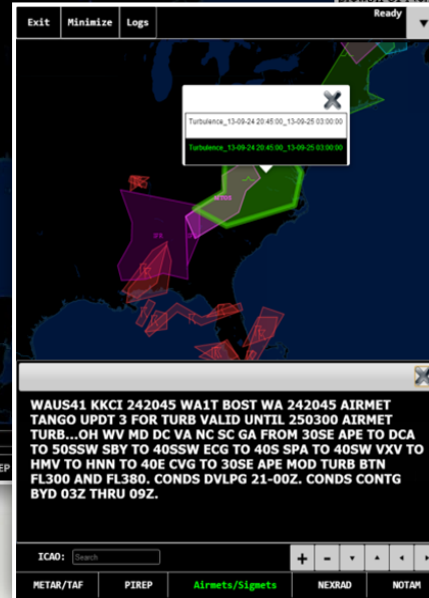 Ready
Exit Minimize Logs
Turbulence_13-09-24 20:45:00_13-09-25 03:00:00
Turbulence_13-09-24 20:45:00_13-09-25 03:00:00
WAUS41 KKCI 242045 WA1T BOST WA 242045 AIRMET
TANGO UPDT 3 FOR TURB VALID UNTIL 250300 AIRMET
TURB...OH WV MD DC VA NC SC GA FROM 30SE APE TO DCA
TO 50SSW SBY TO 40SSW ECG TO 40S SPA TO 40SW VXV TO
HMV TO HNN TO 40E CVG TO 30SE APE MOD TURB BTN
FL300 AND FL380. CONDS DVLPG 21-00Z. CONDS CONTG
BYD 03Z THRU 09Z.
EP
ICAO: Search + -
METAR/TAF PIREP Airmets/Sigmets NEXRAD NOTAM